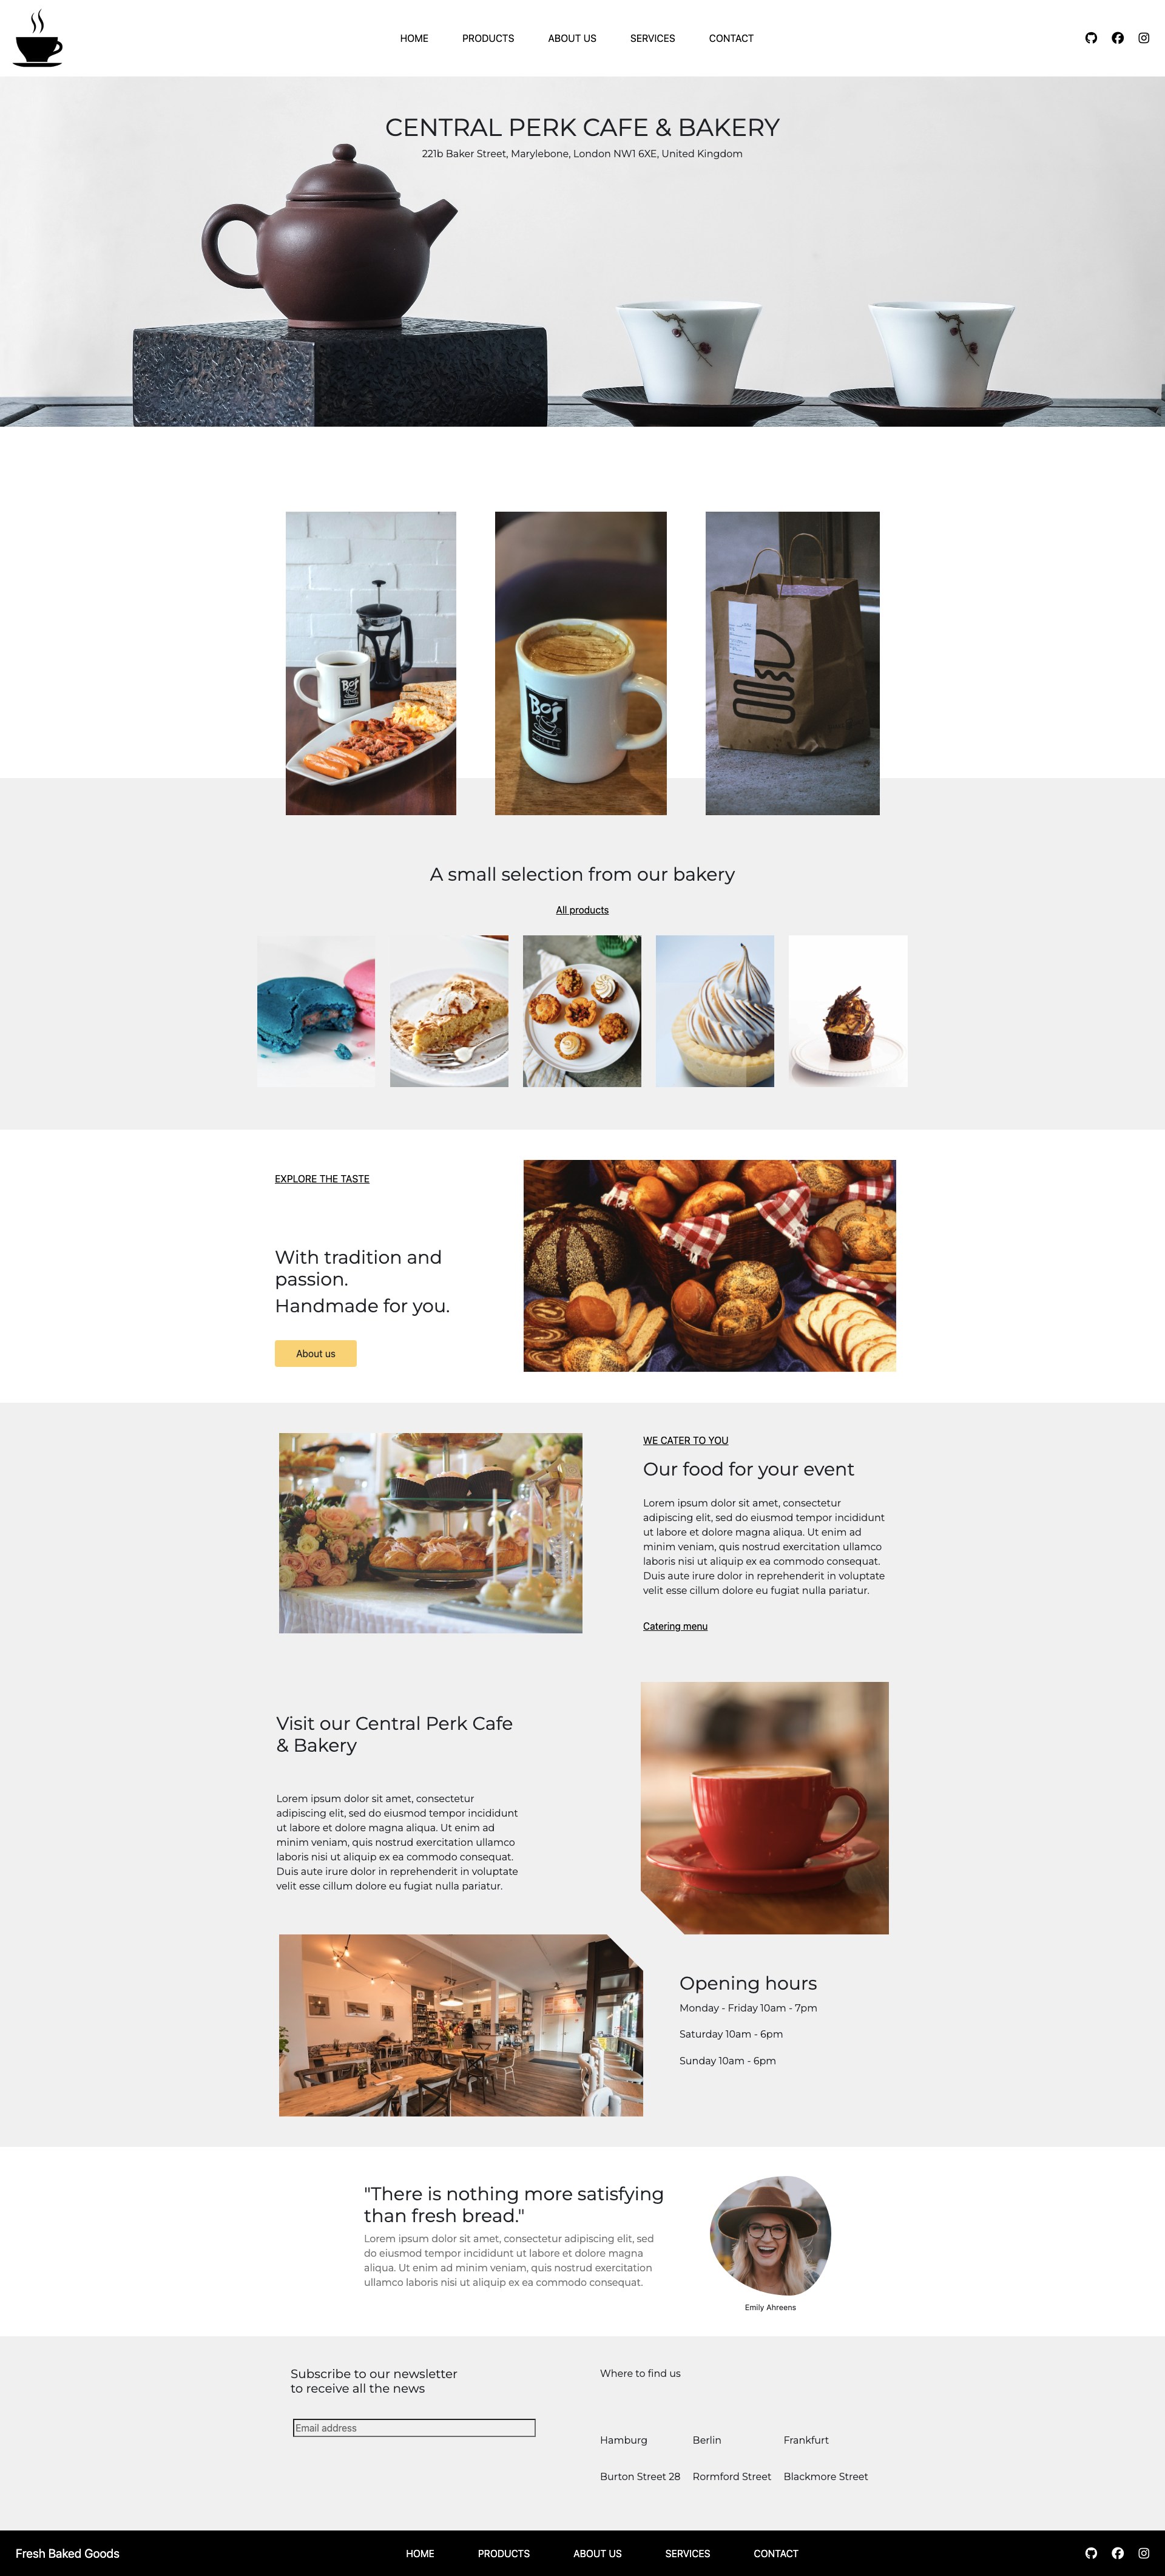 HOME PRODUCTS ABOUT US SERVICES CONTACT
CENTRAL PERK CAFE & BAKERY
221b Baker Street, Marylebone, London NW1 6XE, United Kingdom
Boj
Boj
A small selection from our bakery
All products
EXPLORE THE TASTE
With tradition and
passion.
Handmade for you.
About us
WE CATER TO YOU
Our food for your event
Lorem ipsum dolor sit amet, consectetur
adipiscing elit, sed do eiusmod tempor incididunt
ut labore et dolore magna aliqua. Ut enim ad
minim veniam, quis nostrud exercitation ullamco
laboris nisi ut aliquip ex ea commodo consequat.
Duis aute irure dolor in reprehenderit in voluptate
velit esse cillum dolore eu fugiat nulla pariatur.
Catering menu
Visit our Central Perk Cafe
& Bakery
Lorem ipsum dolor sit amet, consectetur
adipiscing elit, sed do eiusmod tempor incididunt
ut labore et dolore magna aliqua. Ut enim ad
minim veniam, quis nostrud exercitation ullamco
laboris nisi ut aliquip ex ea commodo consequat.
Duis aute irure dolor in reprehenderit in voluptate
velit esse cillum dolore eu fugiat nulla pariatur.
Opening hours
Monday - Friday 10am - 7pm
Saturday 10am - 6pm
Sunday 10am - 6pm
"There is nothing more satisfying
than fresh bread."
Lorem ipsum dolor sit amet, consectetur adipiscing elit, sed
do eiusmod tempor incididunt ut labore et dolore magna
aliqua. Ut enim ad minim veniam, quis nostrud exercitation
ullamco laboris nisi ut aliquip ex ea commodo consequat.
Emily Ahreens
Subscribe to our newsletter
to receive all the news
Email address
Where to find us
Hamburg Berlin Frankfurt
Burton Street 28 Rormford Street Blackmore Street
Fresh Baked Goods HOME PRODUCTS ABOUT US SERVICES CONTACT